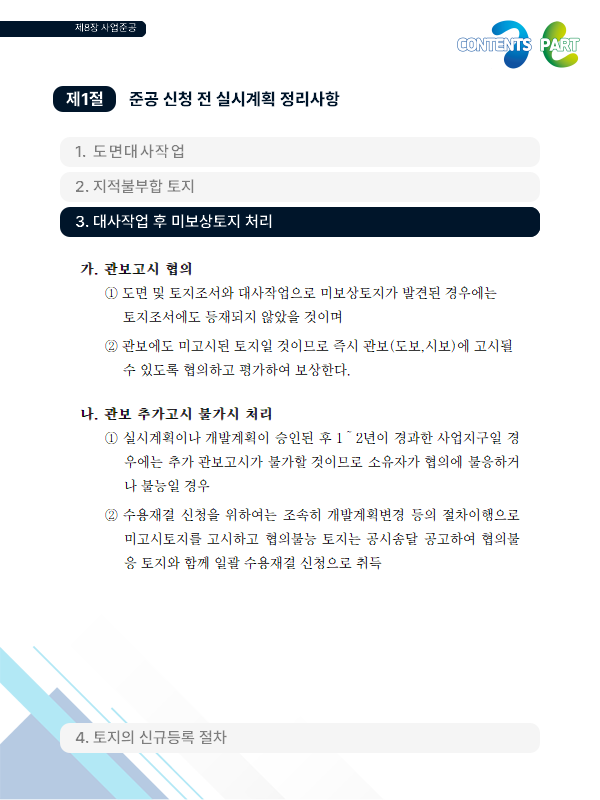 제8장 사업준공
CONTENTS PART
제1절 준공 신청 전 실시계획 정리사항
1. 도면대사작업
2. 지적불부합 토지
3. 대사작업 후 미보상토지 처리
가. 관보고시 협의
① 도면 및 토지조서와 대사작업으로 미보상토지가 발견된 경우에는
토지조서에도 등재되지 않았을 것이며
② 관보에도 미고시된 토지일 것이므로 즉시 관보(도보,시보)에 고시될
수 있도록 협의하고 평가하여 보상한다.
나. 관보 추가고시 불가시 처리
① 실시계획이나 개발계획이 승인된 후 1~2년이 경과한 사업지구일 경
우에는 추가 관보고시가 불가할 것이므로 소유자가 협의에 불응하거
나 불능일 경우
② 수용재결 신청을 위하여는 조속히 개발계획변경 등의 절차이행으로
미고시토지를 고시하고 협의불능 토지는 공시송달 공고하여 협의불
응 토지와 함께 일괄 수용재결 신청으로 취득
4. 토지의 신규등록 절차